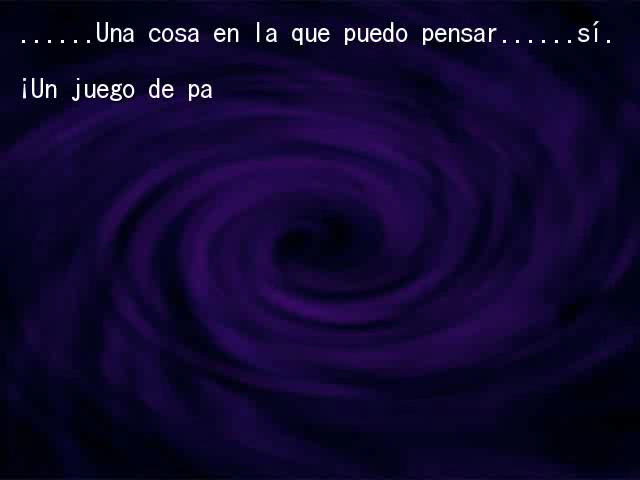 ......Una cosa en la que puedo pensar......sí.
¡Un juego de pa